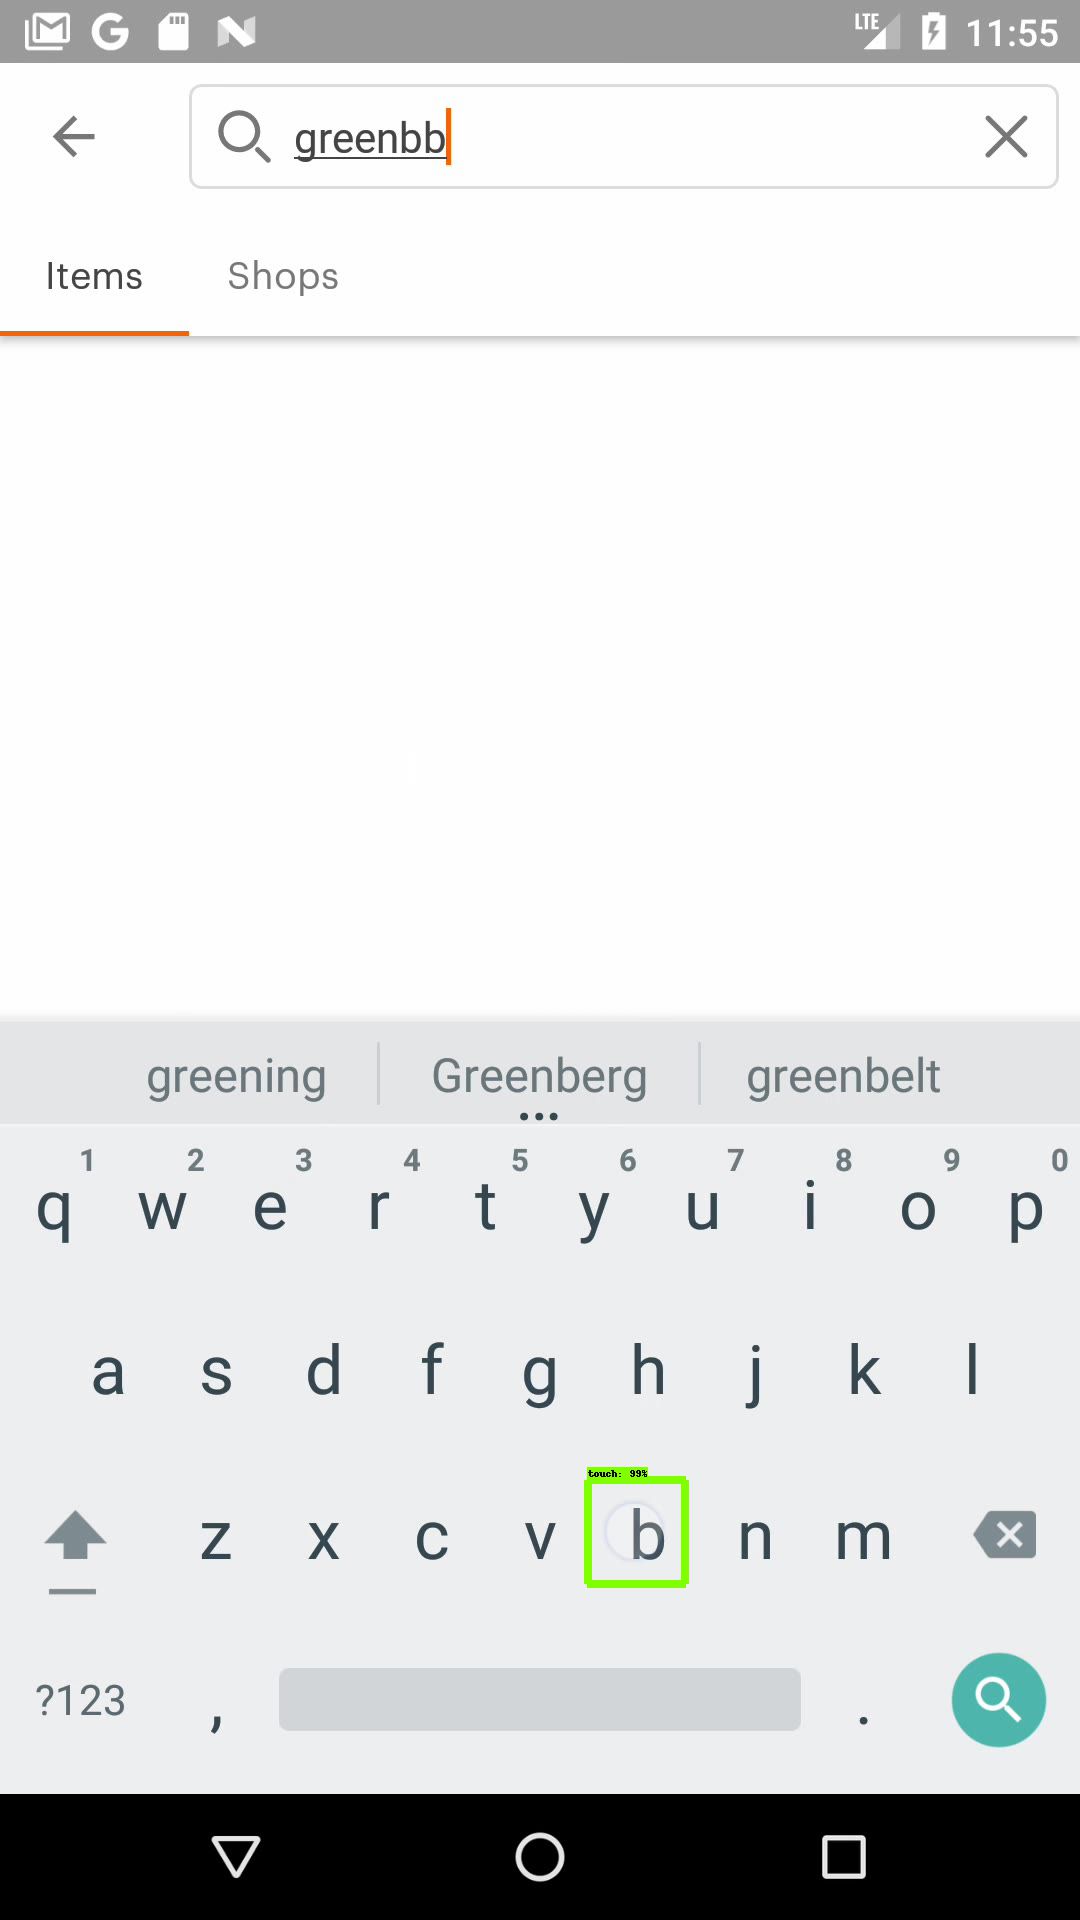 LTE 11:55
greenbb
Items Shops
greening Greenberg greenbelt
1 2 3 4 5 6 7 8 9 0
q w e r t y u i o p
a s d f g h j k l
touch: 99%
z x c v b n m
?123 , .